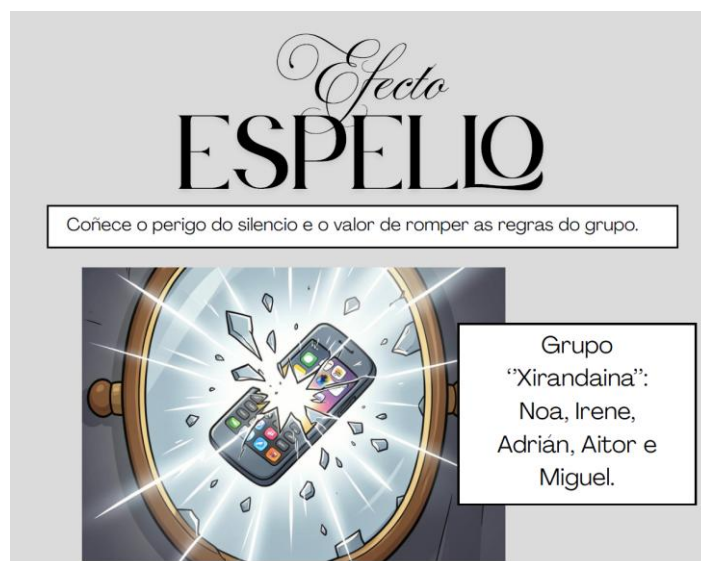 Efecto
ESPELLO
Coñece o perigo do silencio e o valor de romper as regras do grupo.
Grupo
‘’Xirandaina’’:
Noa, Irene,
Adrián, Aitor e
Miguel.